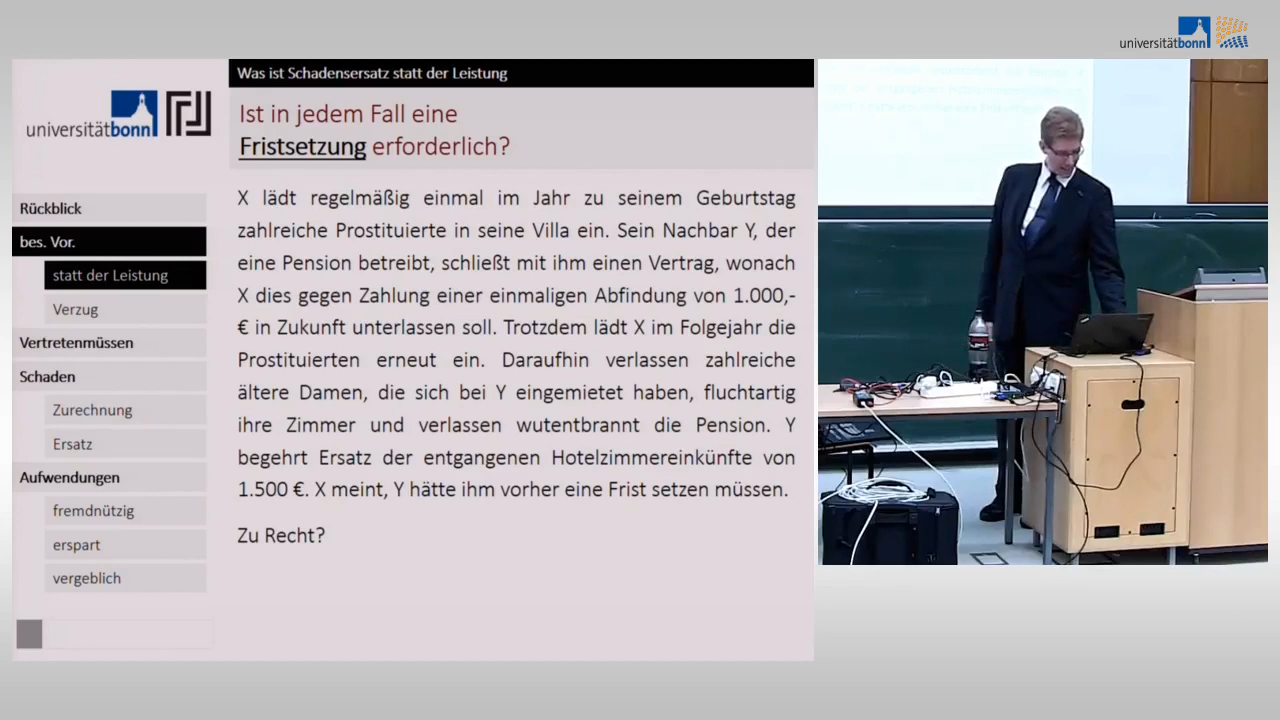 universitätbonn
Was ist Schadensersatz statt der Leistung
universitätbonn
Ist in jedem Fall eine
Fristsetzung erforderlich?
Rückblick
bes. Vor.
statt der Leistung
Verzug
Vertretenmüssen
Schaden
Zurechnung
Ersatz
Aufwendungen
fremdnützig
erspart
vergeblich
X lädt regelmäßig einmal im Jahr zu seinem Geburtstag
zahlreiche Prostituierte in seine Villa ein. Sein Nachbar Y, der
eine Pension betreibt, schließt mit ihm einen Vertrag, wonach
X dies gegen Zahlung einer einmaligen Abfindung von 1.000,-
€ in Zukunft unterlassen soll. Trotzdem lädt X im Folgejahr die
Prostituierten erneut ein. Daraufhin verlassen zahlreiche
ältere Damen, die sich bei Y eingemietet haben, fluchtartig
ihre Zimmer und verlassen wutentbrannt die Pension. Y
begehrt Ersatz der entgangenen Hotelzimmereinkünfte von
1.500 €. X meint, Y hätte ihm vorher eine Frist setzen müssen.
Zu Recht?